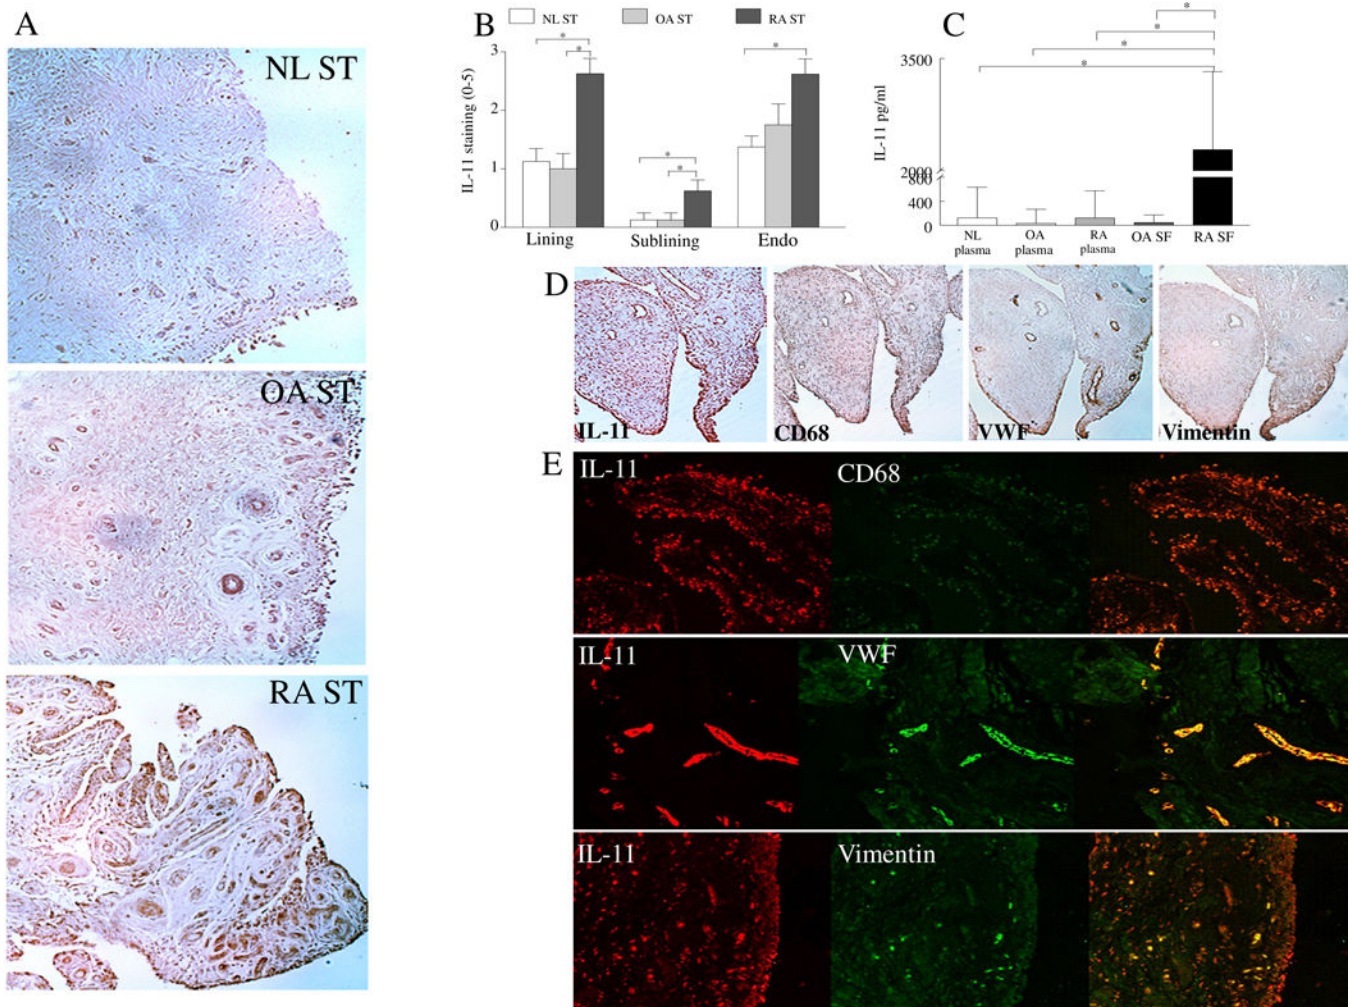 A
NL ST
OA ST
RA ST
B
NL ST
OA ST
RA ST
IL-11 staining (0-5)
3
2
1
0
*
*
*
*
*
Lining
Sublining
Endo
C
*
*
*
*
IL-11 pg/ml
3500
2000
800
400
0
NL plasma
OA plasma
RA plasma
OA SF
RA SF
D
IL-11
CD68
VWF
Vimentin
E
IL-11
CD68
IL-11
VWF
IL-11
Vimentin